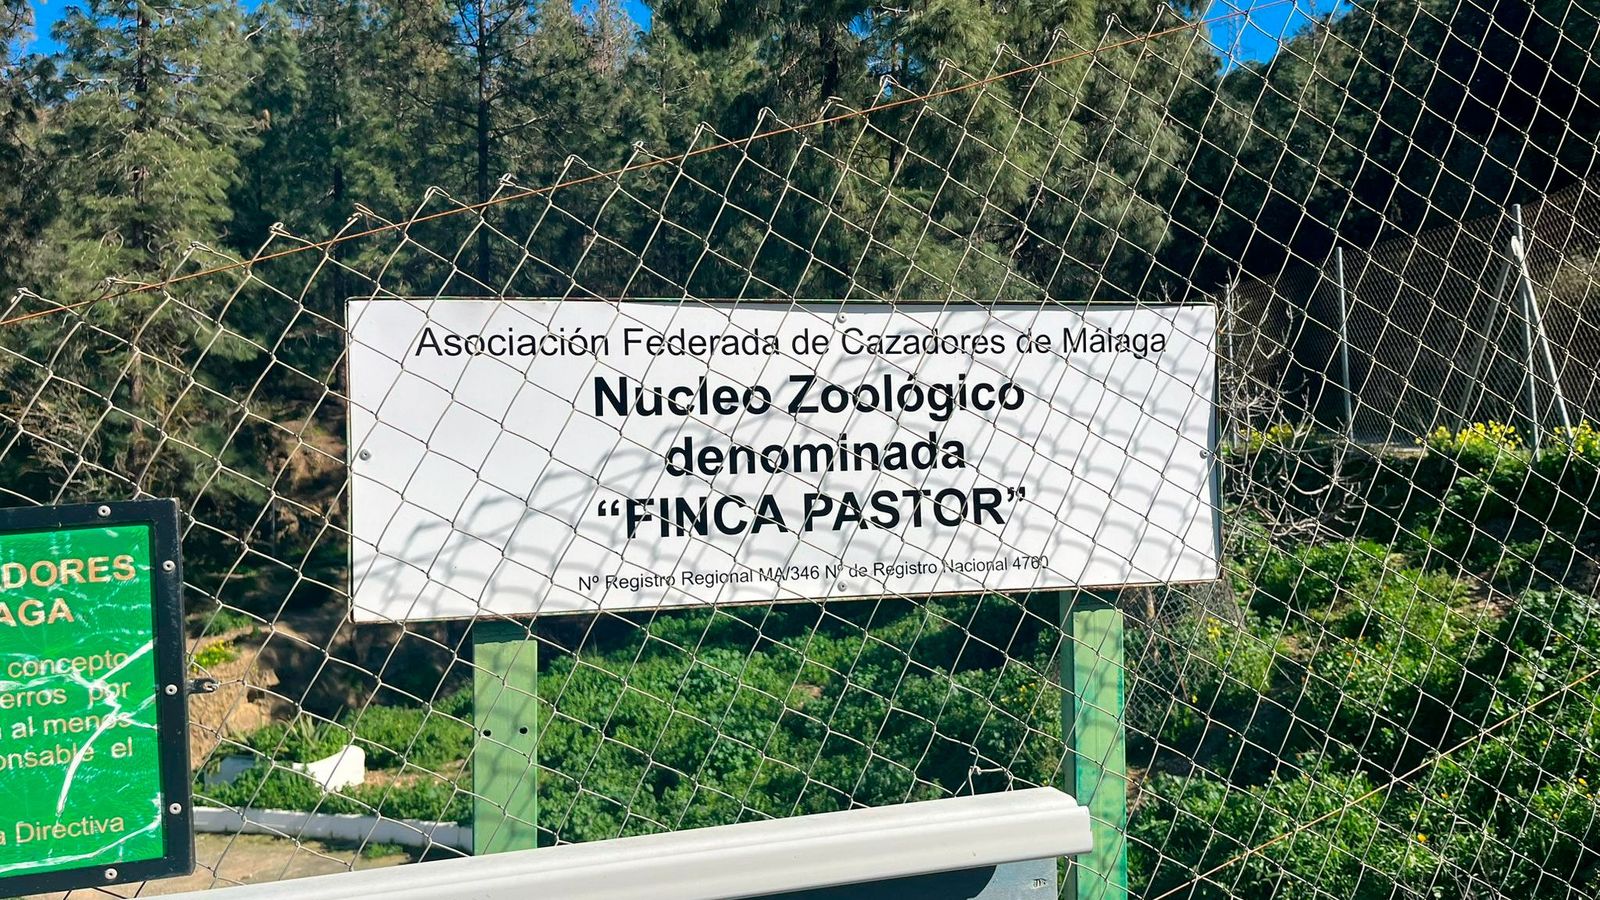 Asociación Federada de Cazadores de Málaga
Nucleo Zoológico
denominada
“FINCA PASTOR”
Nº Registro Regional MA/346 Nº de Registro Nacional 4760
DORES
AGA
concepto
erros por
al menos
onsable el
Directiva